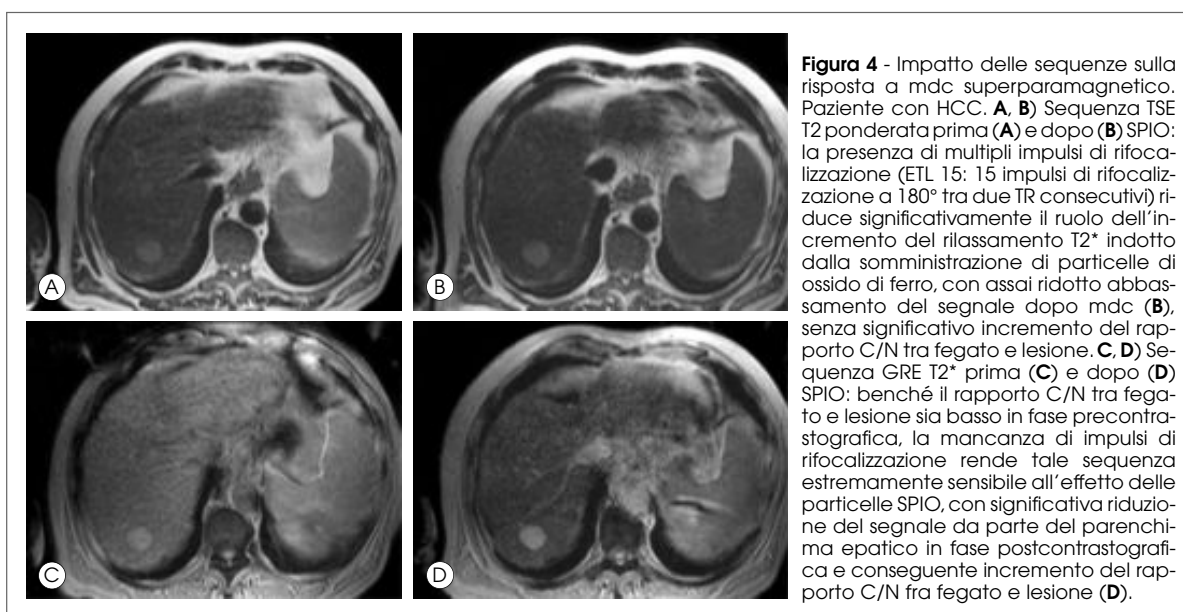 A
B
C
D
Figura 4 - Impatto delle sequenze sulla
risposta a mdc superparamagnetico.
Paziente con HCC. A, B) Sequenza TSE
T2 ponderata prima (A) e dopo (B) SPIO:
la presenza di multipli impulsi di rifoca-
lizzazione (ETL 15: 15 impulsi di rifocaliz-
zazione a 180° tra due TR consecutivi) ri-
duce significativamente il ruolo dell'in-
cremento del rilassamento T2* indotto
dalla somministrazione di particelle di
ossido di ferro, con assai ridotto abbas-
samento del segnale dopo mdc (B),
senza significativo incremento del rap-
porto C/N tra fegato e lesione. C, D) Se-
quenza GRE T2* prima (C) e dopo (D)
SPIO: benché il rapporto C/N tra fega-
to e lesione sia basso in fase precontra-
stografica, la mancanza di impulsi di
rifocalizzazione rende tale sequenza
estremamente sensibile all'effetto delle
particelle SPIO, con significativa riduzio-
ne del segnale da parte del parenchi-
ma epatico in fase postcontrastografi-
ca e conseguente incremento del rap-
porto C/N fra fegato e lesione (D).